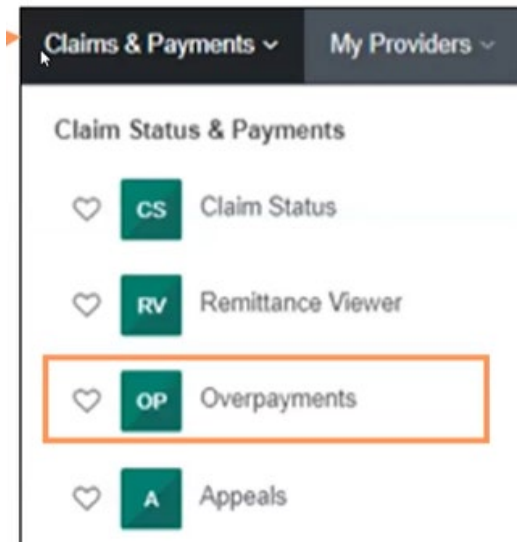 Claims & Payments My Providers
Claim Status & Payments
CS Claim Status
RV Remittance Viewer
OP Overpayments
A Appeals